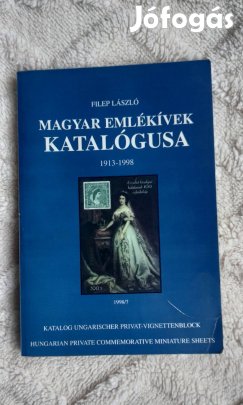 Jófogás
FILEP LÁSZLÓ
MAGYAR EMLÉKÍVEK
KATALÓGUSA
1913-1998
1998/7
KATALOG UNGARISCHER PRIVAT-VIGNETTENBLOCK
HUNGARIAN PRIVATE COMMEMORATIVE MINIATURE SHEETS